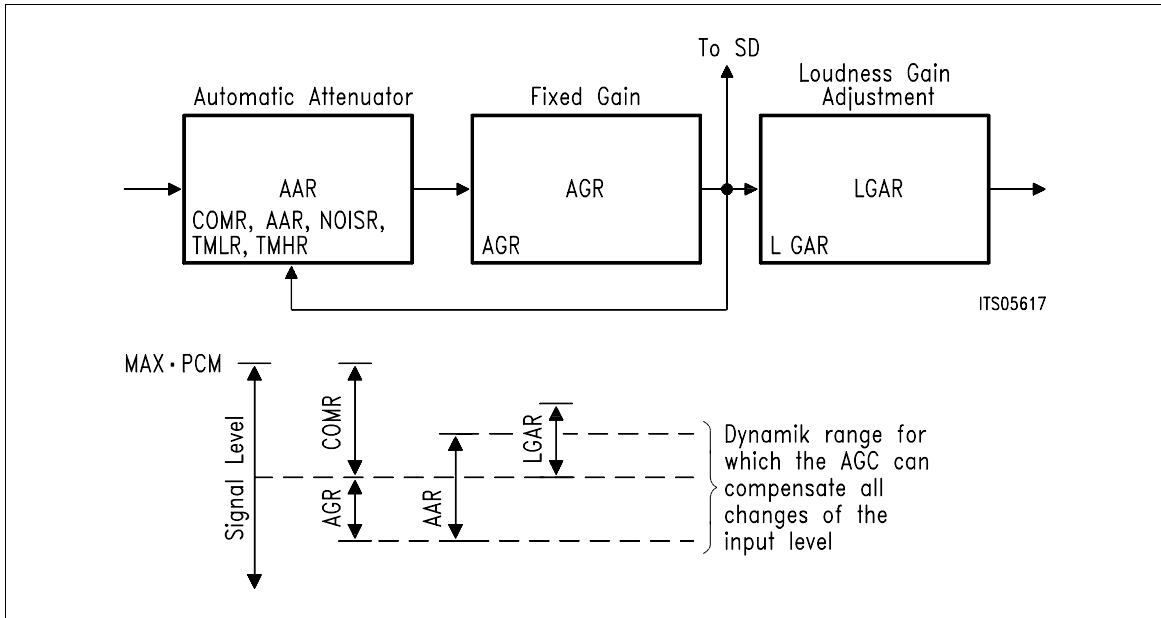 To SD
Automatic Attenuator
Fixed Gain
Loudness Gain
Adjustment
AAR
COMR, AAR, NOISR,
TMLR, TMHR
AGR
AGR
LGAR
L GAR
ITS05617
MAX · PCM
Signal Level
COMR
AGR
AAR
LGAR
Dynamik range for
which the AGC can
compensate all
changes of the
input level